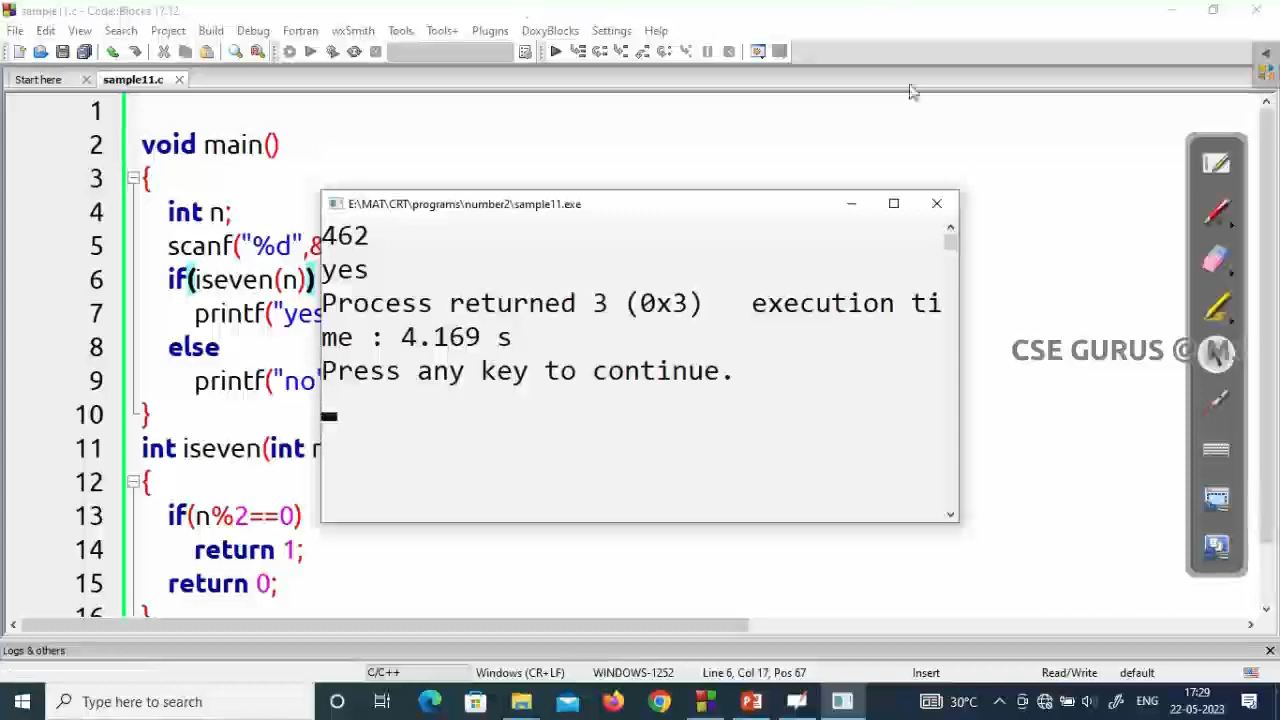 sample11.c - Code::Blocks 17.12
File Edit View Search Project Build Debug Fortran wxSmith Tools Tools+ Plugins DoxyBlocks Settings Help
Start here sample11.c
1
2 void main()
3 {
4 int n;
5 scanf("%d",&
6 if(iseven(n))
7 printf("yes
8 else
9 printf("no"
10 }
11 int iseven(int
12 {
13 if(n%2==0)
14 return 1;
15 return 0;
16 }
E:\MAT\CRT\programs\number2\sample11.exe
462
yes
Process returned 3 (0x3) execution ti
me : 4.169 s
Press any key to continue.
CSE GURUS @
Logs & others
C/C++ Windows (CR+LF) WINDOWS-1252 Line 6, Col 17, Pos 67 Insert Read/Write default
Type here to search 30°C ENG 17:29
22-05-2023